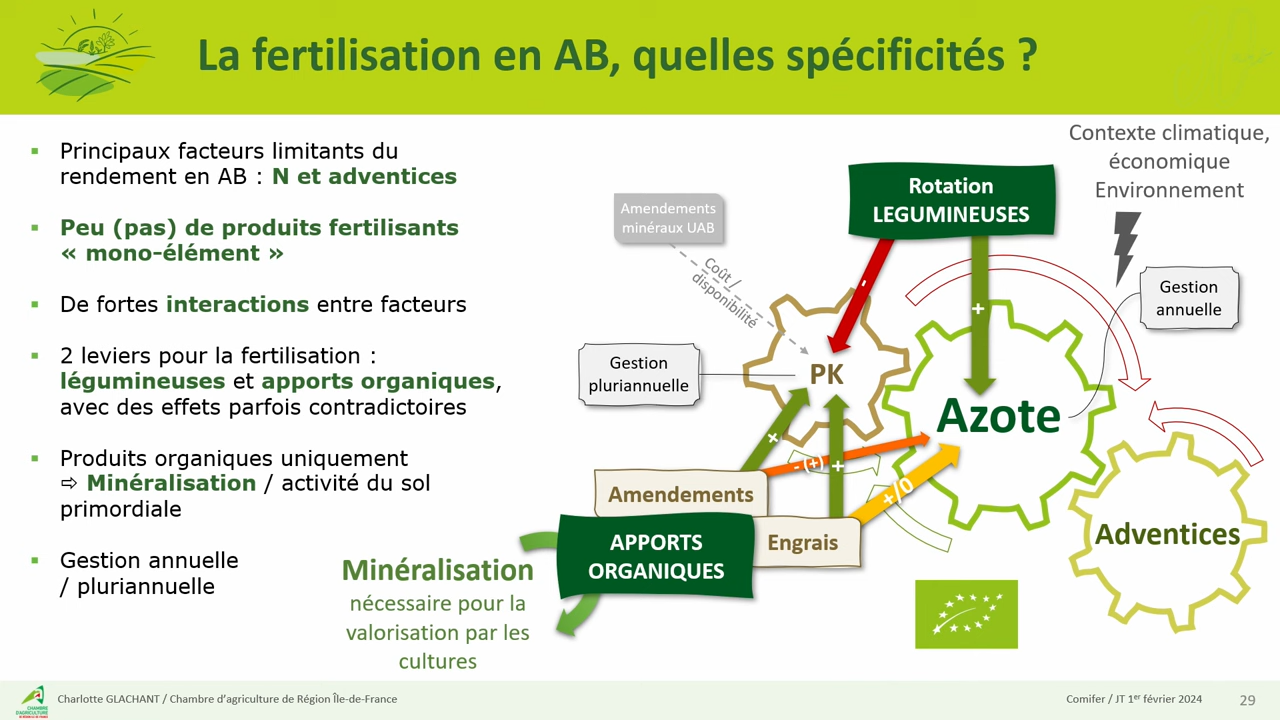 La fertilisation en AB, quelles spécificités ?
Principaux facteurs limitants du
rendement en AB : N et adventices
Peu (pas) de produits fertilisants
« mono-élément »
De fortes interactions entre facteurs
2 leviers pour la fertilisation :
légumineuses et apports organiques,
avec des effets parfois contradictoires
Produits organiques uniquement
⇨ Minéralisation / activité du sol
primordiale
Gestion annuelle
/ pluriannuelle
Contexte climatique,
économique
Environnement
Rotation
LEGUMINEUSES
Amendements
minéraux UAB
Coût /
disponibilité
-
+
Gestion
annuelle
Gestion
pluriannuelle
PK
Azote
+
- (+)
+
+/0
Amendements
Engrais
APPORTS
ORGANIQUES
Adventices
Minéralisation
nécessaire pour la
valorisation par les
cultures
CHAMBRE
D'AGRICULTURE
Charlotte GLACHANT / Chambre d'agriculture de Région Île-de-France
Comifer / JT 1er février 2024
29